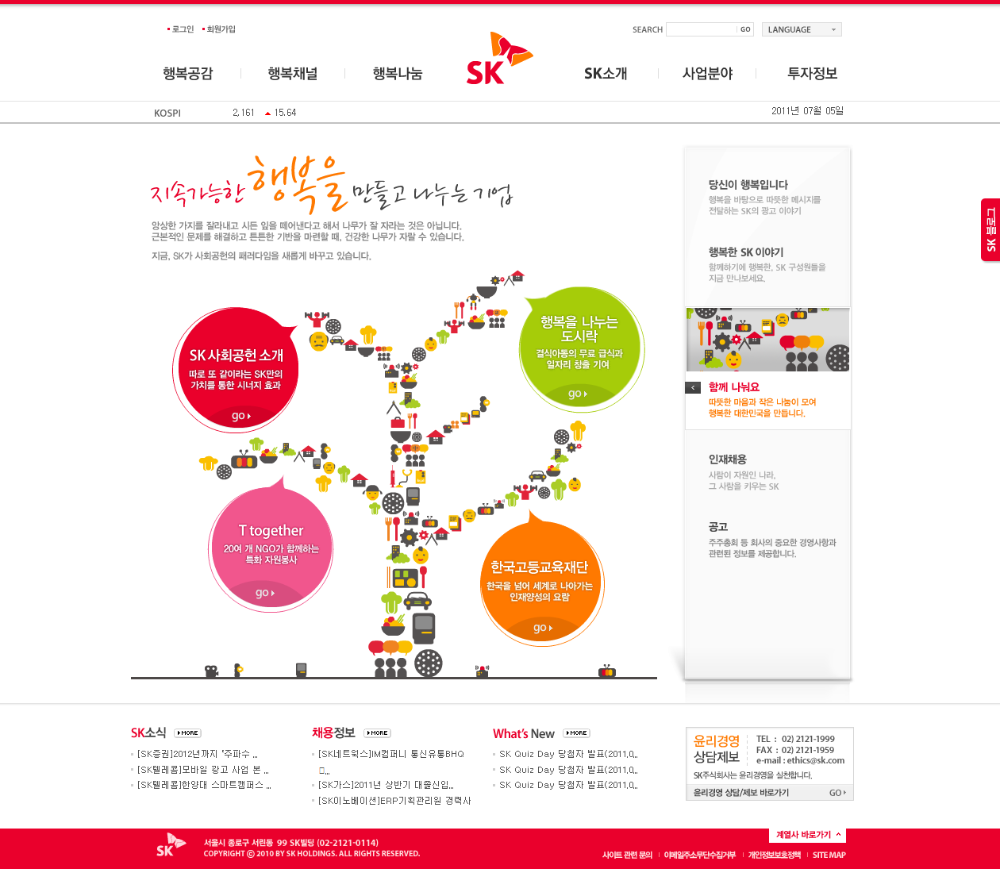 로그인 회원가입
SEARCH GO LANGUAGE
SK
행복공감 행복채널 행복나눔 SK소개 사업분야 투자정보
KOSPI 2,161 15.64 2011년 07월 05일
지속가능한 행복을 만들고 나누는 기업
앙상한 가지를 잘라내고 시든 잎을 떼어낸다고 해서 나무가 잘 자라는 것은 아닙니다.
근본적인 문제를 해결하고 튼튼한 기반을 마련할 때, 건강한 나무가 자랄 수 있습니다.
지금, SK가 사회공헌의 패러다임을 새롭게 바꾸고 있습니다.
SK 사회공헌 소개
따로 또 같이라는 SK만의
가치를 통한 시너지 효과
go
행복을 나누는
도시락
결식아동의 무료 급식과
일자리 창출 기여
go
T together
20여 개 NGO가 함께하는
특화 자원봉사
go
한국고등교육재단
한국을 넘어 세계로 나아가는
인재양성의 요람
go
당신이 행복입니다
행복을 바탕으로 따뜻한 메시지를
전달하는 SK의 광고 이야기
행복한 SK 이야기
함께하기에 행복한, SK 구성원들을
지금 만나보세요.
함께 나눠요
따뜻한 마음과 작은 나눔이 모여
행복한 대한민국을 만듭니다.
인재채용
사람이 자원인 나라,
그 사람을 키우는 SK
공고
주주총회 등 회사의 중요한 경영사항과
관련된 정보를 제공합니다.
SK 블로그
SK소식 MORE
[SK증권]2012년까지 '주파수 ...
[SK텔레콤]모바일 광고 사업 본 ...
[SK텔레콤]한양대 스마트캠퍼스 ...
채용정보 MORE
[SK네트웍스]IM컴퍼니 통신유통BHQ
□...
[SK가스]2011년 상반기 대졸신입...
[SK이노베이션]ERP기획관리원 경력사
What's New MORE
SK Quiz Day 당첨자 발표(2011.0...
SK Quiz Day 당첨자 발표(2011.0...
SK Quiz Day 당첨자 발표(2011.0...
윤리경영
상담제보
TEL : 02) 2121-1999
FAX : 02) 2121-1959
e-mail : ethics@sk.com
SK주식회사는 윤리경영을 실천합니다.
윤리경영 상담/제보 바로가기 GO
계열사 바로가기
SK
서울시 종로구 서린동 99 SK빌딩 (02-2121-0114)
COPYRIGHT ⓒ 2010 BY SK HOLDINGS. ALL RIGHTS RESERVED.
사이트 관련 문의 이메일주소무단수집거부 개인정보보호정책 SITE MAP